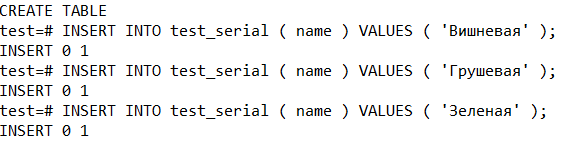 CREATE TABLE
test=# INSERT INTO test_serial ( name ) VALUES ( 'Вишневая' );
INSERT 0 1
test=# INSERT INTO test_serial ( name ) VALUES ( 'Грушевая' );
INSERT 0 1
test=# INSERT INTO test_serial ( name ) VALUES ( 'Зеленая' );
INSERT 0 1